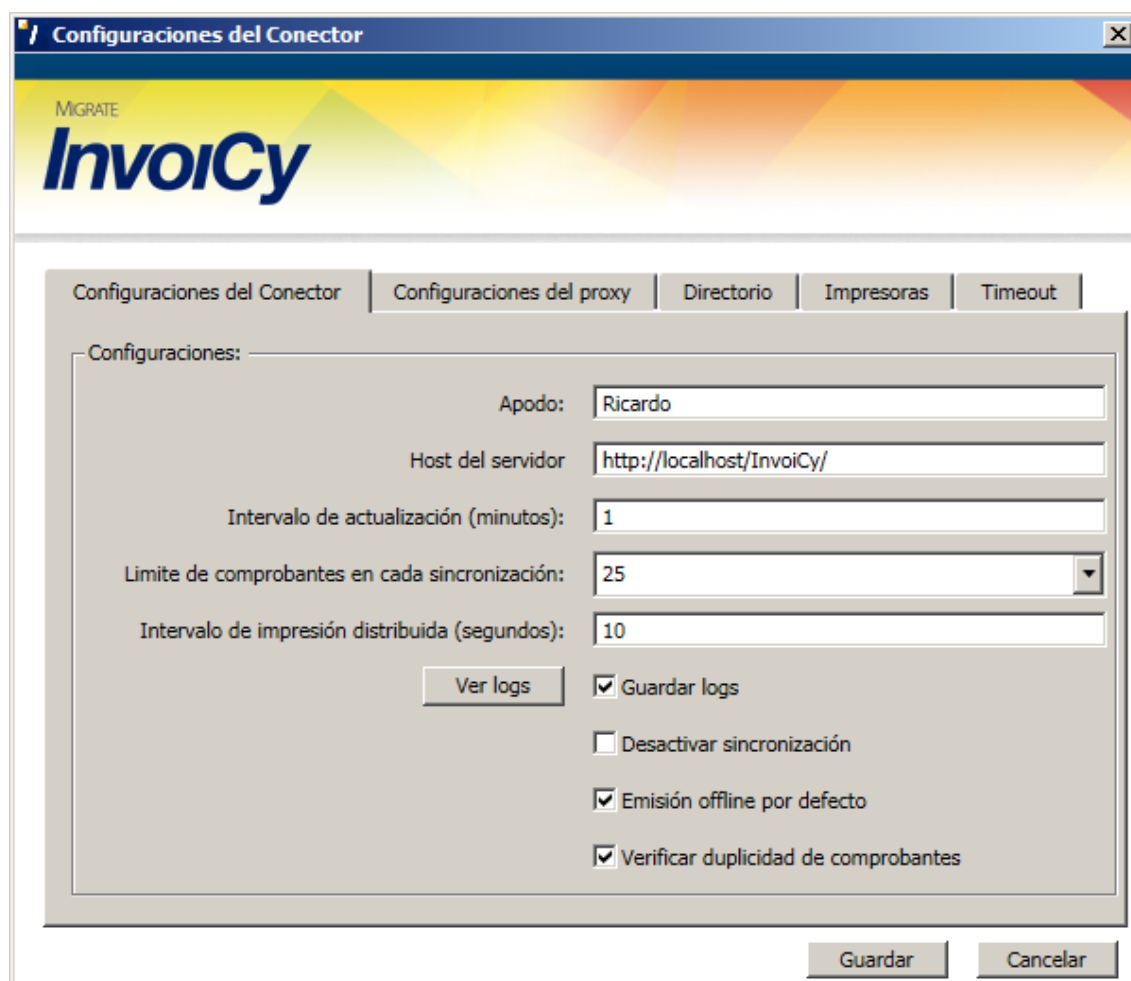 Configuraciones del Conector
MIGRATE
InvoiCy
Configuraciones del Conector
Configuraciones del proxy
Directorio
Impresoras
Timeout
Configuraciones:
Apodo:
Ricardo
Host del servidor
http://localhost/InvoiCy/
Intervalo de actualización (minutos):
1
Limite de comprobantes en cada sincronización:
25
Intervalo de impresión distribuida (segundos):
10
Ver logs
Guardar logs
Desactivar sincronización
Emisión offline por defecto
Verificar duplicidad de comprobantes
Guardar
Cancelar